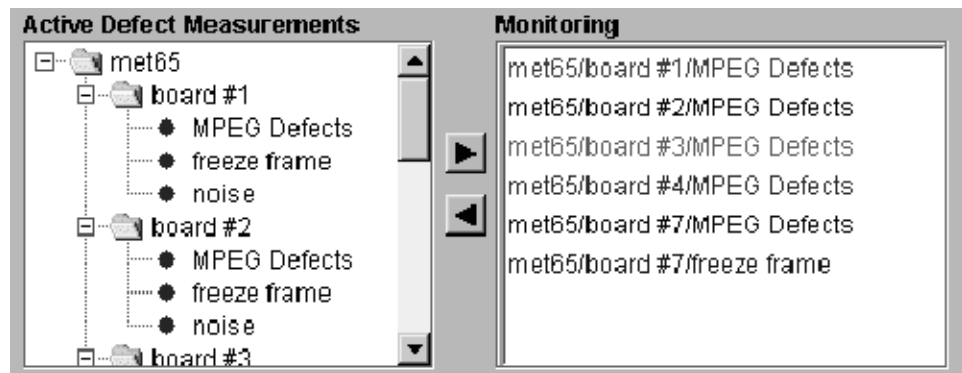 Active Defect Measurements
met65
board #1
MPEG Defects
freeze frame
noise
board #2
MPEG Defects
freeze frame
noise
board #3
Monitoring
met65/board #1/MPEG Defects
met65/board #2/MPEG Defects
met65/board #3/MPEG Defects
met65/board #4/MPEG Defects
met65/board #7/MPEG Defects
met65/board #7/freeze frame